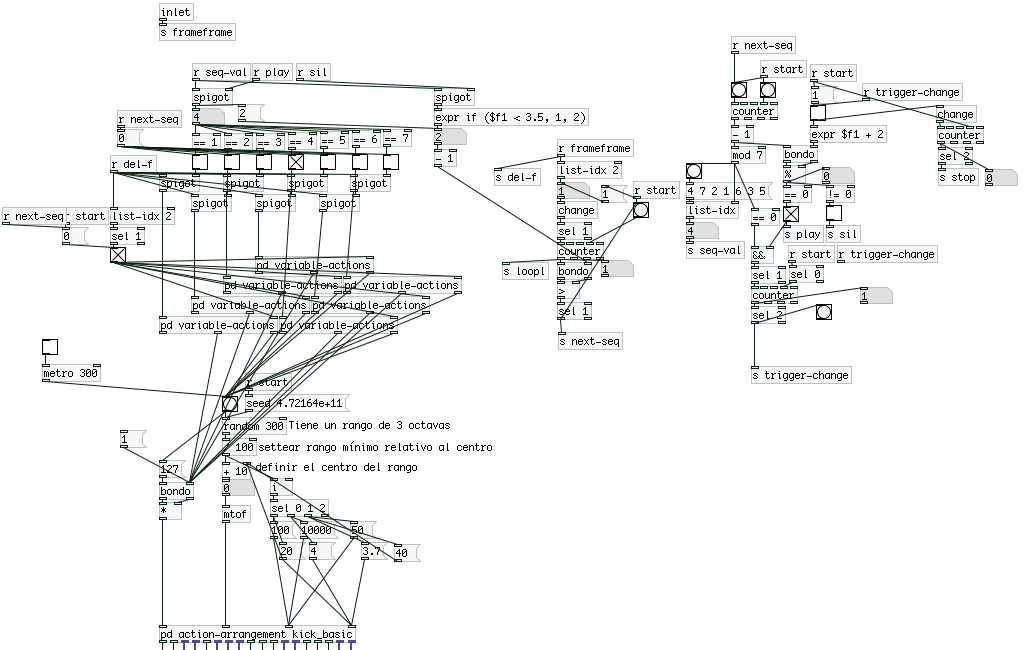 inlet
s frameframe
r seq-val
r play
r sil
spigot
spigot
4
2
expr if ($f1 < 3.5, 1, 2)
r next-seq
0
== 1
== 2
== 3
== 4
== 5
== 6
== 7
2
- 1
r del-f
spigot
spigot
spigot
spigot
spigot
spigot
spigot
r next-seq
start
list-idx 2
0
sel 1
pd variable-actions
pd variable-actions
pd variable-actions
pd variable-actions
pd variable-actions
pd variable-actions
pd variable-actions
metro 300
r start
seed 4.72164e+11
random 300
Tiene un rango de 3 octavas
100
settear rango mínimo relativo al centro
+ 10
definir el centro del rango
1
127
0
i
bondo
*
mtof
sel 0 1 2
100
10000
50
20
4
3.7
40
pd action-arrangement kick_basic
r frameframe
s del-f
list-idx 2
1
1
r start
change
sel 1
counter
s loopl
bondo
1
>
sel 1
s next-seq
r next-seq
r start
r start
counter
1
r trigger-change
- 1
expr $f1 + 2
change
counter
mod 7
bondo
sel 2
%
0
s stop
0
4 7 2 1 6 3 5
== 0
!= 0
list-idx
== 0
4
s play
s sil
s seq-val
&&
r start
r trigger-change
sel 1
sel 0
counter
1
sel 2
s trigger-change